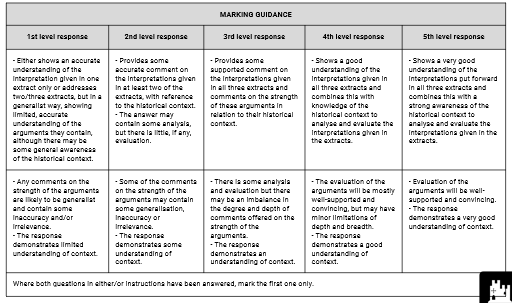 MARKING GUIDANCE
1st level response
2nd level response
3rd level response
4th level response
5th level response
- Either shows an accurate
understanding of the
interpretation given in one
extract only or addresses
two/three extracts, but in a
generalist way, showing
limited, accurate
understanding of the
arguments they contain,
although there may be
some general awareness
of the historical context.
- Provides some
accurate comment on
the interpretations given
in at least two of the
extracts, with reference
to the historical context.
- The answer may
contain some analysis,
but there is little, if any,
evaluation.
- Provides some
supported comment on
the interpretations given
in all three extracts and
comments on the strength
of these arguments in
relation to their historical
context.
- Shows a good
understanding of the
interpretations given in
all three extracts and
combines this with
knowledge of the
historical context to
analyse and evaluate the
interpretations given in
the extracts.
- Shows a very good
understanding of the
interpretations put forward
in all three extracts and
combines this with a
strong awareness of the
historical context to
analyse and evaluate the
interpretations given in the
extracts.
- Any comments on the
strength of the arguments
are likely to be generalist
and contain some
inaccuracy and/or
irrelevance.
- The response
demonstrates limited
understanding of context.
- Some of the comments
on the strength of the
arguments may contain
some generalisation,
inaccuracy or
irrelevance.
- The response
demonstrates some
understanding of the
context.
- There is some analysis
and evaluation but there
may be an imbalance in
the degree and depth of
comments offered on the
strength of the
arguments.
- The response
demonstrates an
understanding of context.
- The evaluation of the
arguments will be mostly
well-supported and
convincing, but may have
minor limitations of
depth and breadth.
- The response
demonstrates a good
understanding of
context.
- Evaluation of the
arguments will be well-
supported and convincing.
- The response
demonstrates a very good
understanding of context.
Where both questions in either/or instructions have been answered, mark the first one only.